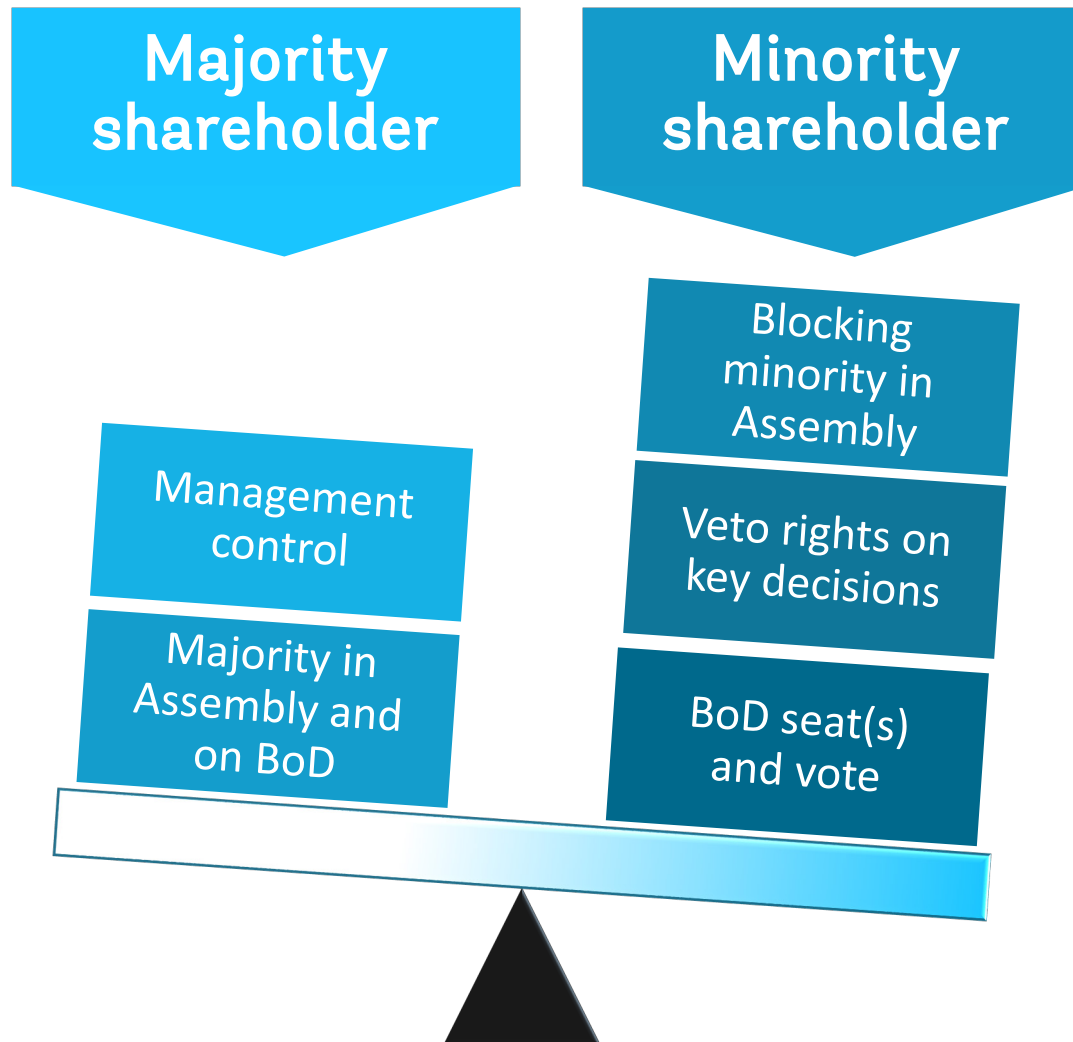 Majority
shareholder
Management
control
Majority in
Assembly and
on BoD
Minority
shareholder
Blocking
minority in
Assembly
Veto rights on
key decisions
BoD seat(s)
and vote